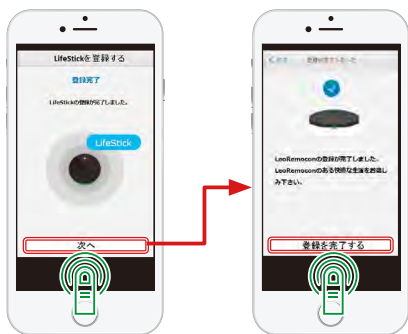 LifeStickを登録する
登録完了
LifeStickの登録が完了しました。
LifeStick
次へ
LeoRemoconの登録が完了しました。
LeoRemoconのある快適な生活をお楽し
み下さい。
登録を完了する